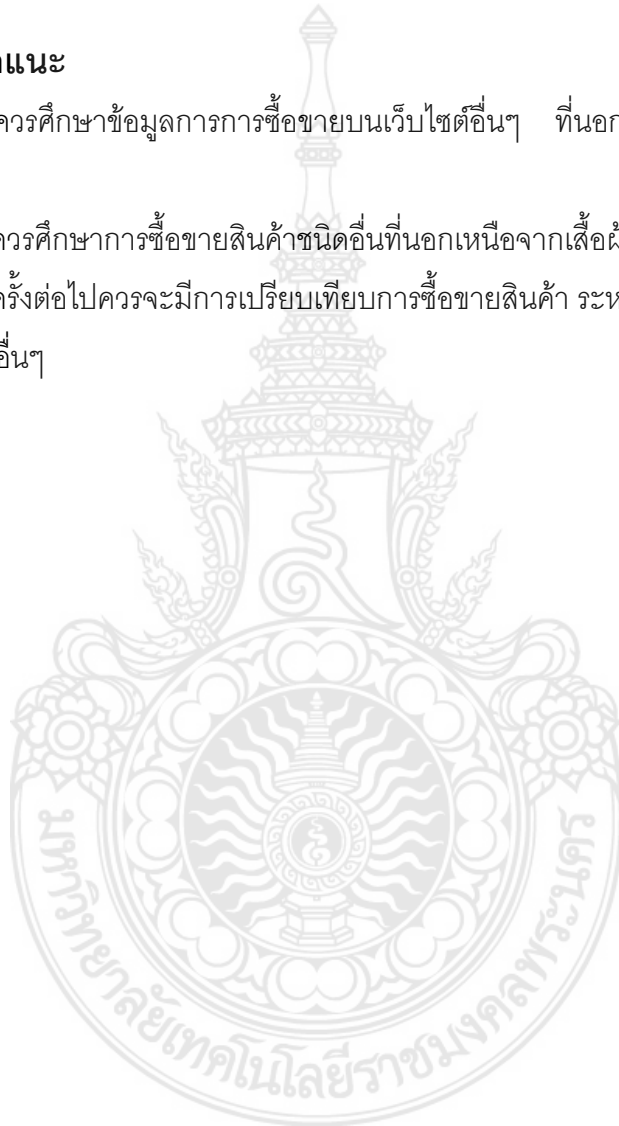 แนะ
ควรศึกษาข้อมูลการการซื้อขายบนเว็บไซต์อื่นๆ ที่นอก
ควรศึกษาการซื้อขายสินค้าชนิดอื่นที่นอกเหนือจากเสื้อผ้
ครั้งต่อไปควรจะมีการเปรียบเทียบการซื้อขายสินค้า ระห
อื่นๆ
มหาวิทยาลัยเทคโนโลยีราชมงคลพระนคร